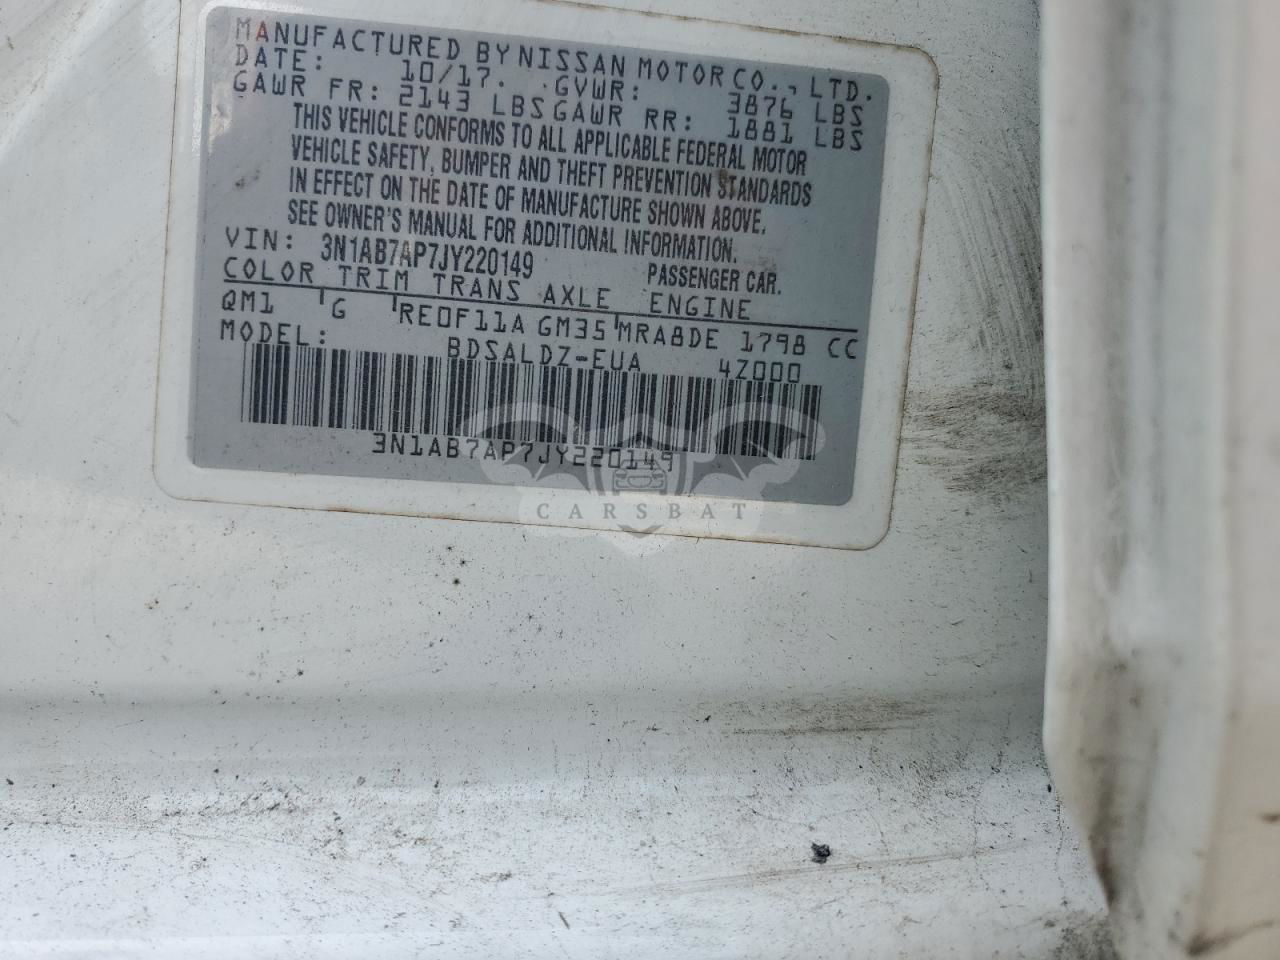 MANUFACTURED BY NISSAN MOTOR CO., LTD.
DATE: 10/17. GVWR: 3876 LBS
GAWR FR: 2143 LBS GAWR RR: 1881 LBS
THIS VEHICLE CONFORMS TO ALL APPLICABLE FEDERAL MOTOR
VEHICLE SAFETY, BUMPER AND THEFT PREVENTION STANDARDS
IN EFFECT ON THE DATE OF MANUFACTURE SHOWN ABOVE.
SEE OWNER'S MANUAL FOR ADDITIONAL INFORMATION.
VIN: 3N1AB7AP7JY220149 PASSENGER CAR.
COLOR TRIM TRANS AXLE ENGINE
QM1 G RE0F11A GM35 MRA8DE 1798 CC
MODEL: BDSALDZ-EUA 4Z000
3N1AB7AP7JY220149
CARSBAT